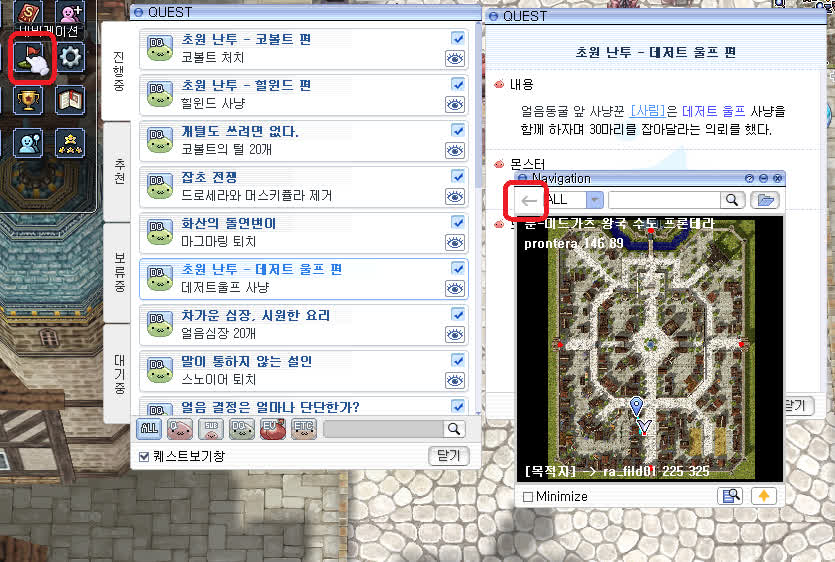 네비게이션
QUEST
진행중
추천
보류중
대기중
초원 난투 - 코볼트 편
코볼트 처치
초원 난투 - 힐윈드 편
힐윈드 사냥
개털도 쓰려면 없다.
코볼트의 털 20개
잡초 전쟁
드로세라와 머스키퓰라 제거
화산의 돌연변이
마그마링 퇴치
초원 난투 - 데저트 울프 편
데저트울프 사냥
차가운 심장, 시원한 요리
얼음심장 20개
말이 통하지 않는 설인
스노이어 퇴치
얼음 결정은 얼마나 단단한가?
ALL
Q
SUB
DQ
EV
ETC
퀘스트보기창
닫기
QUEST
초원 난투 - 데저트 울프 편
내용
얼음동굴 앞 사냥꾼 [사림]은 데저트 울프 사냥을
함께 하자며 30마리를 잡아달라는 의뢰를 했다.
몬스터
Navigation
ALL
룬-미드가츠 왕국 수도 프론테라
prontera 146 89
[목적지] -> ra_fild01 225 325
Minimize
닫기